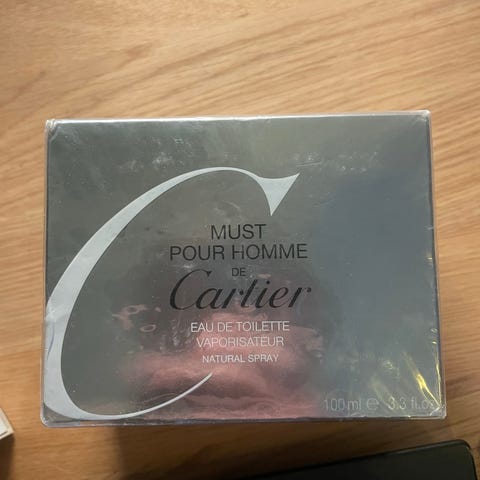 MUST
POUR HOMME
DE
Cartier
EAU DE TOILETTE
VAPORISATEUR
NATURAL SPRAY
100 ml ℮ 3.3 fl.oz